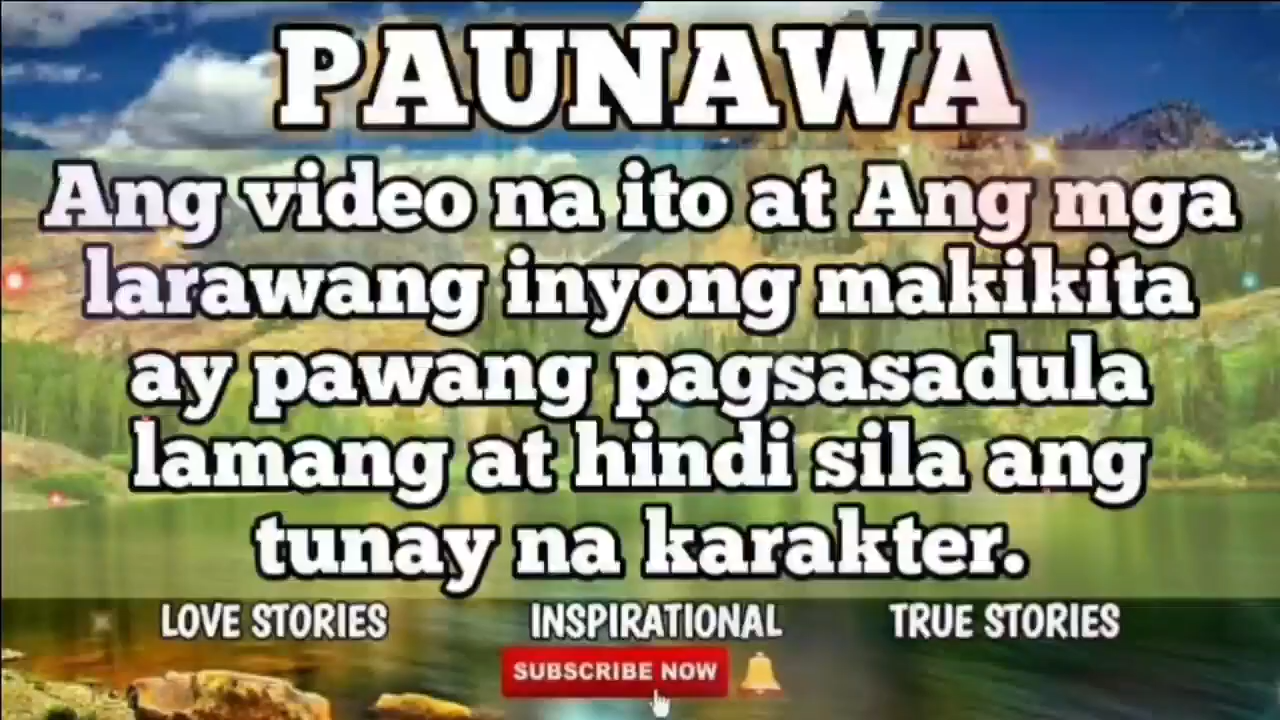 PAUNAWA
Ang video na ito at Ang mga
larawang inyong makikita
ay pawang pagsasadula
lamang at hindi sila ang
tunay na karakter.
LOVE STORIES INSPIRATIONAL TRUE STORIES
SUBSCRIBE NOW